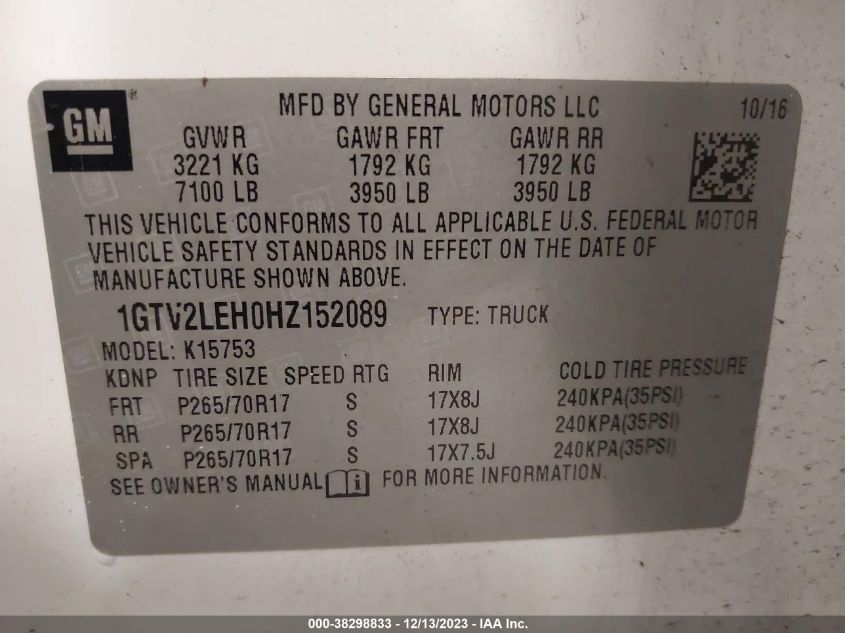 GM ®
MFD BY GENERAL MOTORS LLC 10/16
GVWR GAWR FRT GAWR RR
3221 KG 1792 KG 1792 KG
7100 LB 3950 LB 3950 LB
THIS VEHICLE CONFORMS TO ALL APPLICABLE U.S. FEDERAL MOTOR
VEHICLE SAFETY STANDARDS IN EFFECT ON THE DATE OF
MANUFACTURE SHOWN ABOVE.
1GTV2LEH0HZ152089 TYPE: TRUCK
MODEL: K15753
KDNP TIRE SIZE SPEED RTG RIM COLD TIRE PRESSURE
FRT P265/70R17 S 17X8J 240KPA(35PSI)
RR P265/70R17 S 17X8J 240KPA(35PSI)
SPA P265/70R17 S 17X7.5J 240KPA(35PSI)
SEE OWNER'S MANUAL i FOR MORE INFORMATION.
000-38298833 - 12/13/2023 - IAA Inc.